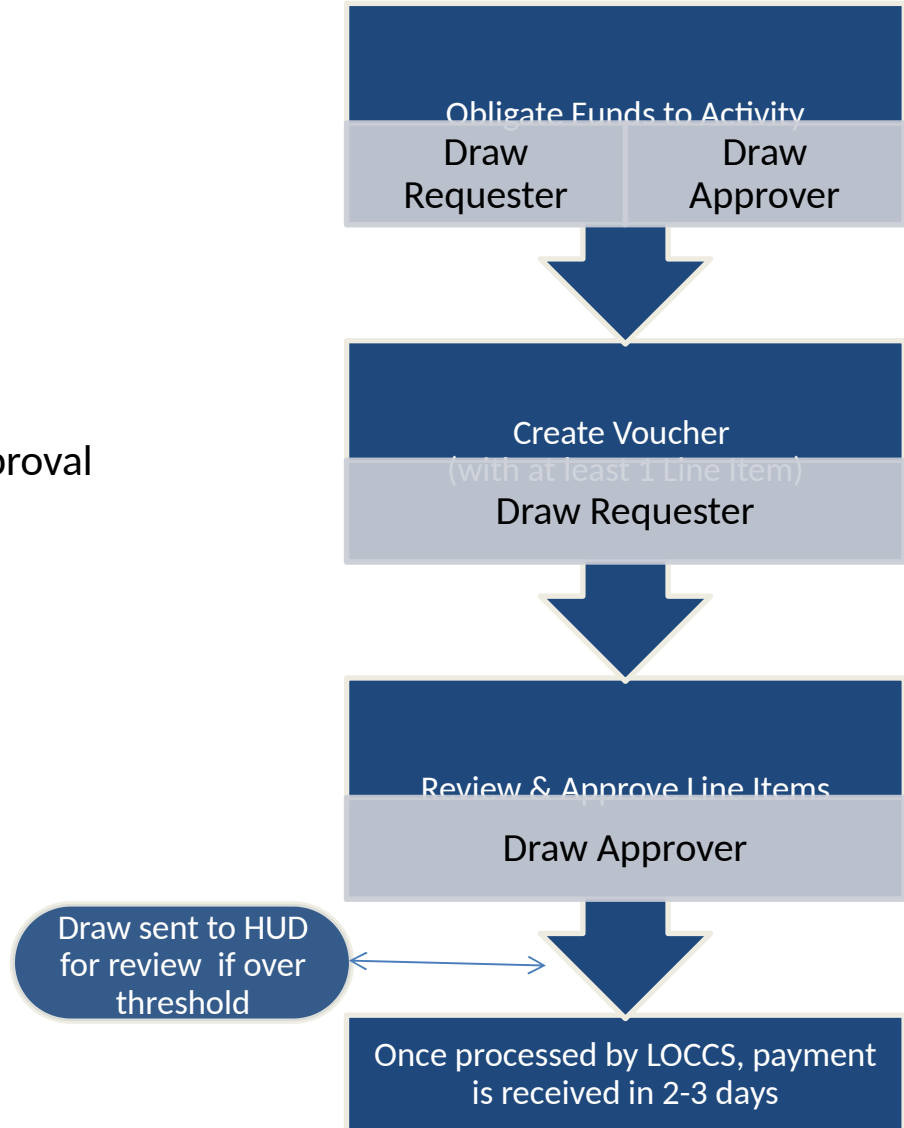 Obligate Funds to Activity
Draw
Requester
Draw
Approver
Create Voucher
(with at least 1 Line Item)
proval
Draw Requester
Review & Approve Line Items
Draw Approver
Draw sent to HUD
for review if over
threshold
Once processed by LOCCS, payment
is received in 2-3 days